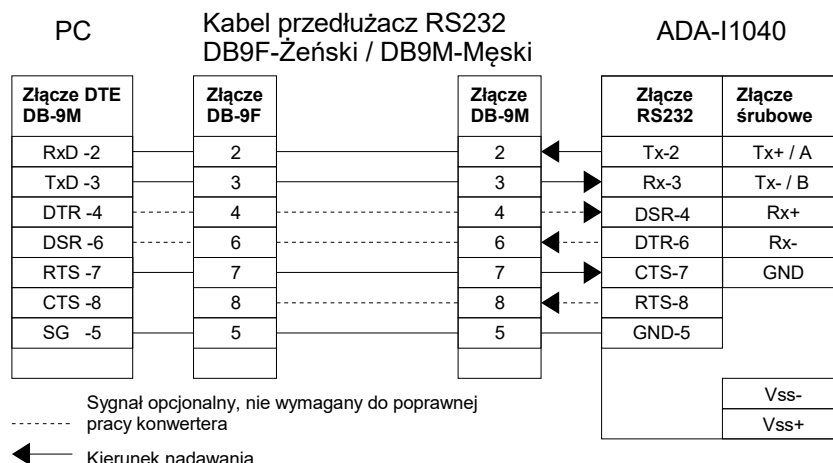 PC
Kabel przedłużacz RS232
DB9F-Żeński / DB9M-Męski
ADA-I1040
Złącze DTE
DB-9M
Złącze
DB-9F
Złącze
DB-9M
Złącze
RS232
Złącze
śrubowe
RxD -2 2 2 Tx-2 Tx+ / A
TxD -3 3 3 Rx-3 Tx- / B
DTR -4 4 4 DSR-4 Rx+
DSR -6 6 6 DTR-6 Rx-
RTS -7 7 7 CTS-7 GND
CTS -8 8 8 RTS-8
SG -5 5 5 GND-5
Vss-
Vss+
Sygnał opcjonalny, nie wymagany do poprawnej
pracy konwertera
Kierunek nadawania